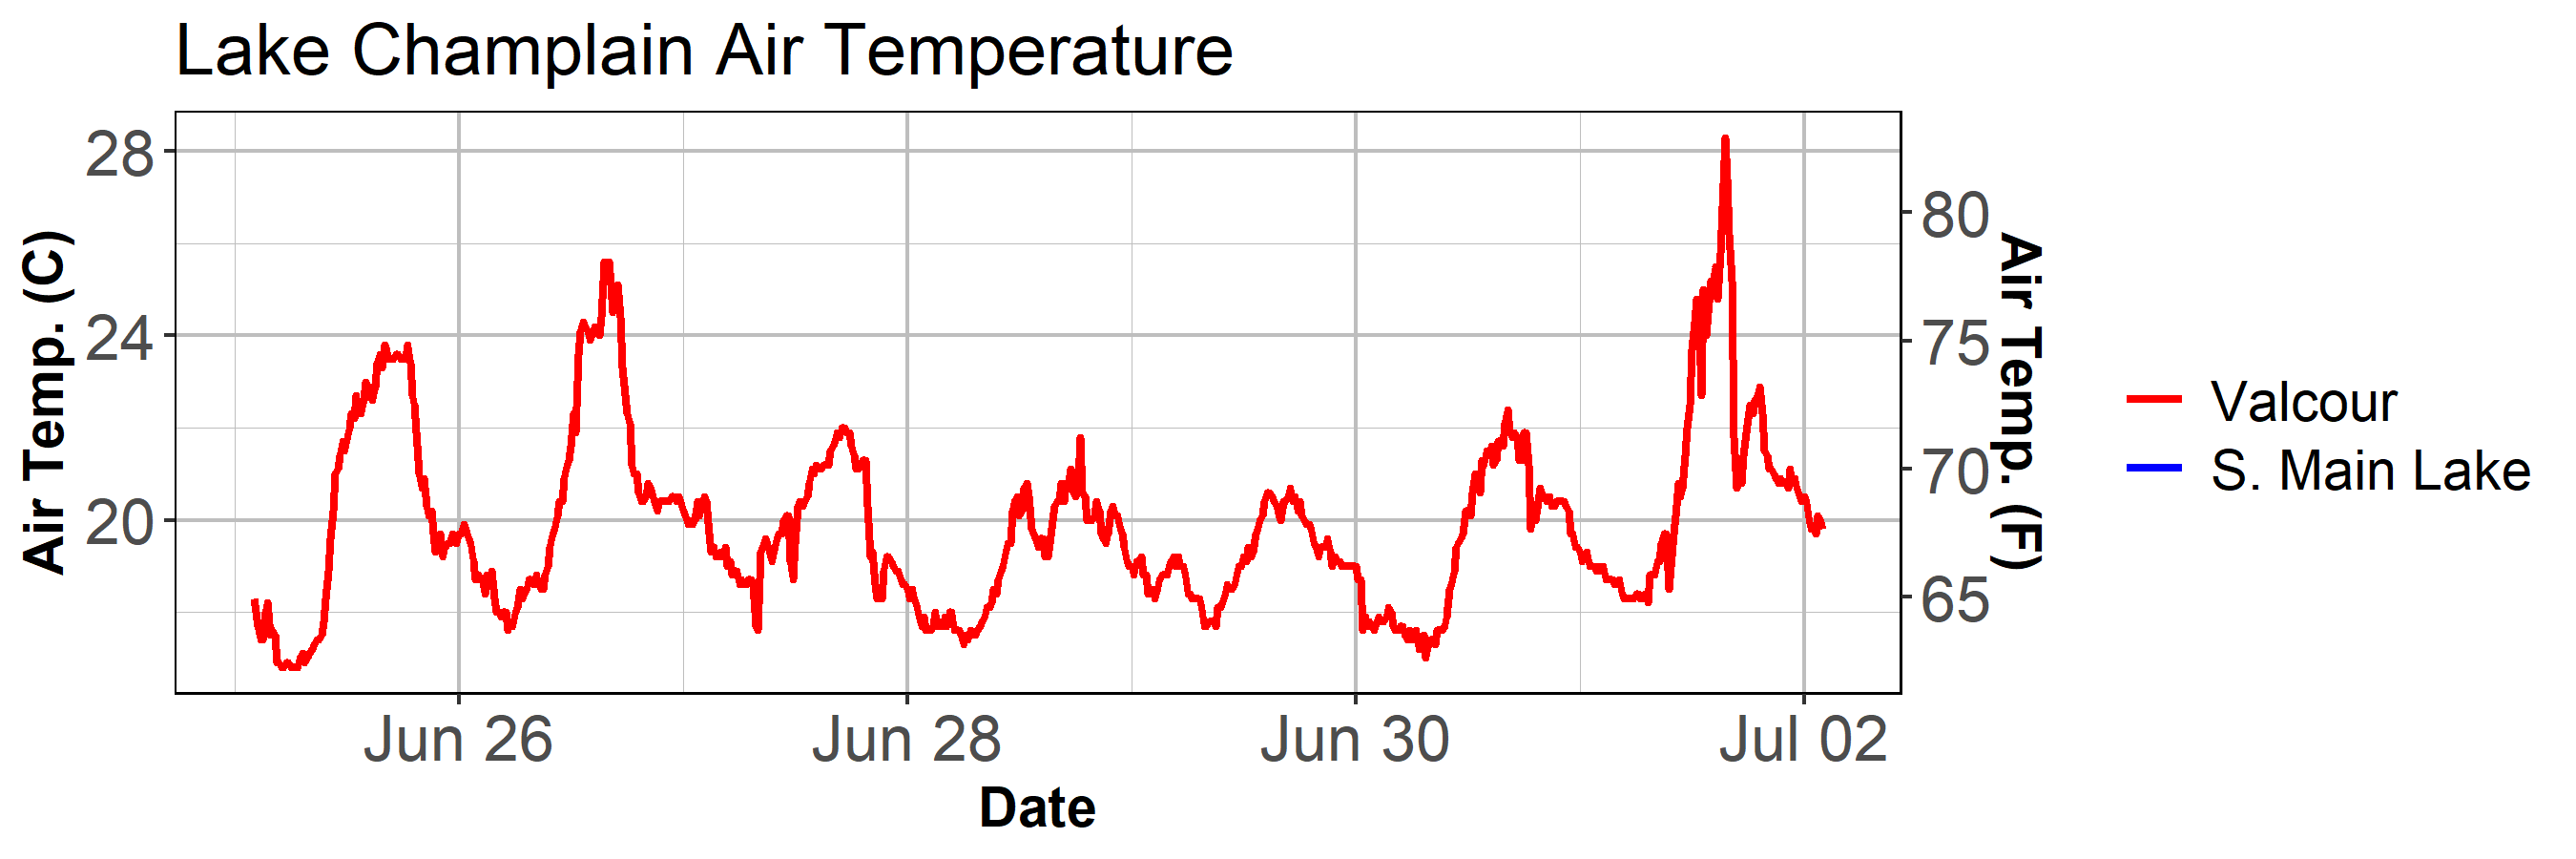 Lake Champlain Air Temperature
Air Temp. (C)
28
24
20
80
75
70
65
Air Temp. (F)
Jun 26
Jun 28
Jun 30
Jul 02
Date
Valcour
S. Main Lake